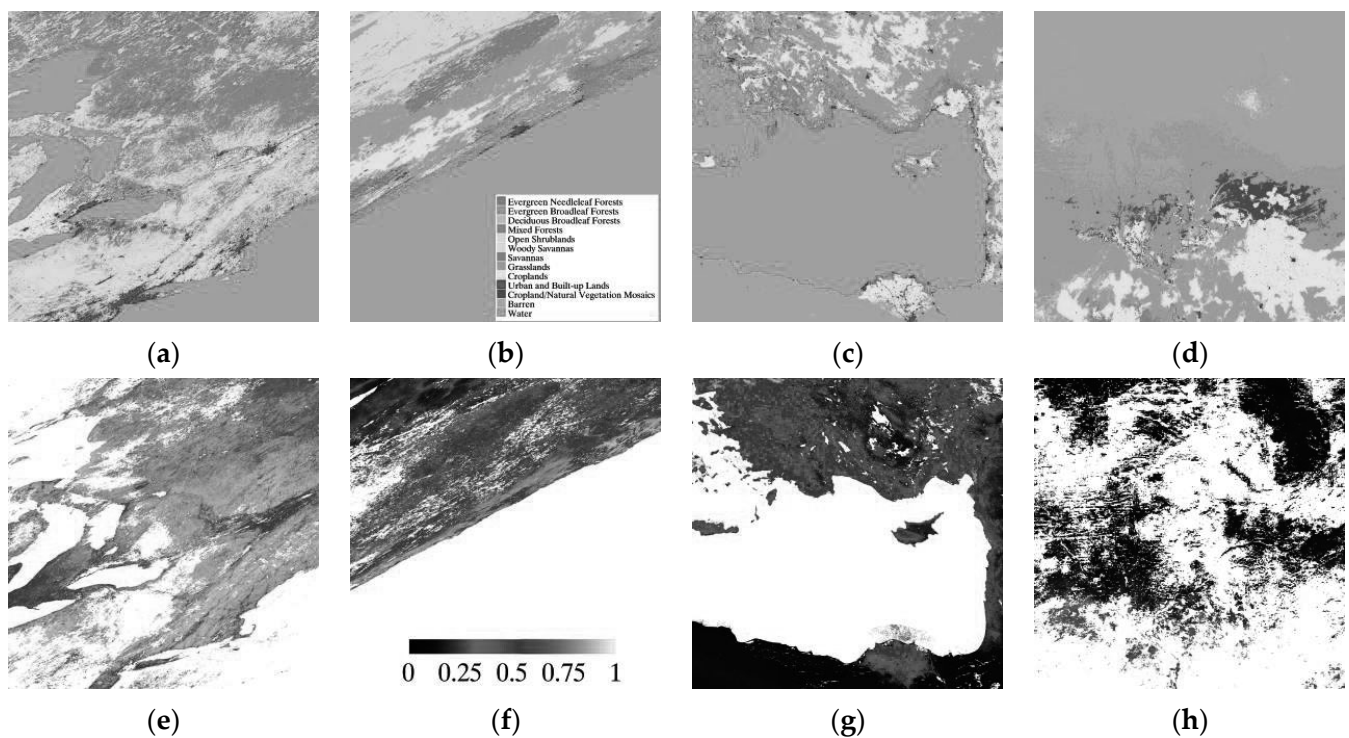 Evergreen Needleleaf Forests
Evergreen Broadleaf Forests
Deciduous Broadleaf Forests
Mixed Forests
Open Shrublands
Woody Savannas
Savannas
Grasslands
Croplands
Urban and Built-up Lands
Cropland/Natural Vegetation Mosaics
Barren
Water
(a) (b) (c) (d)
0 0.25 0.5 0.75 1
(e) (f) (g) (h)